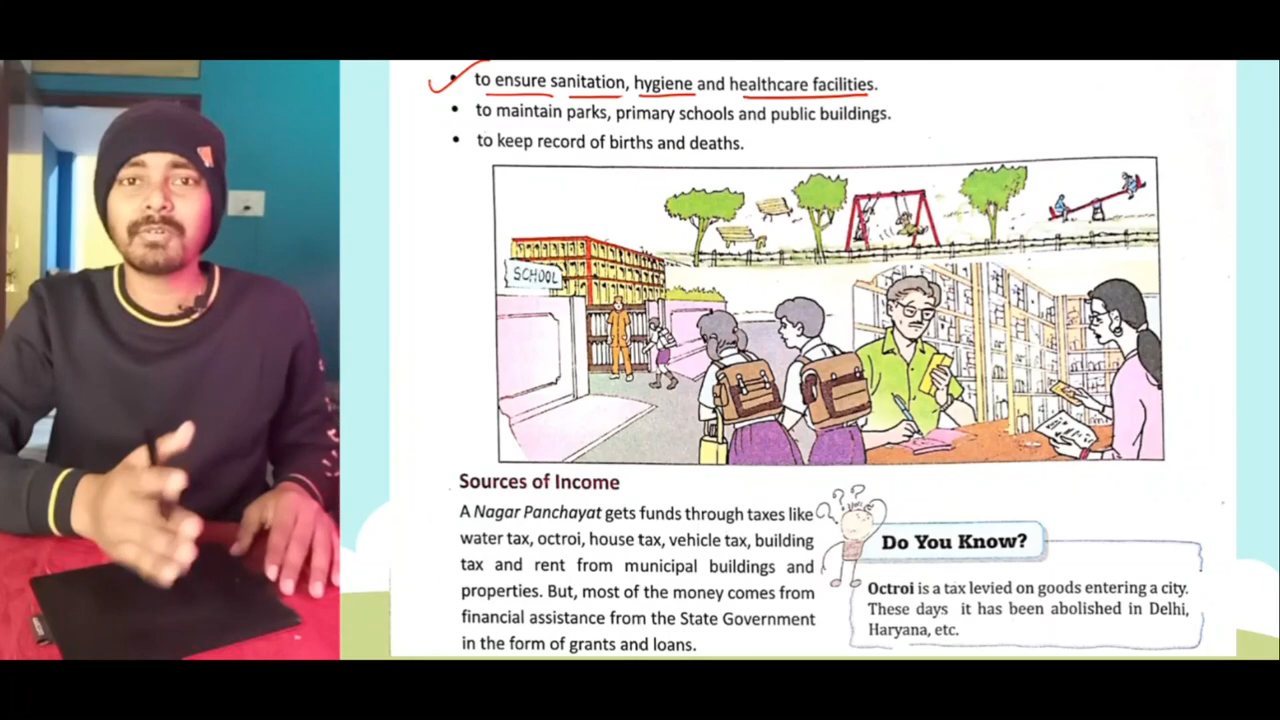 • to ensure sanitation, hygiene and healthcare facilities.
• to maintain parks, primary schools and public buildings.
• to keep record of births and deaths.
SCHOOL
Sources of Income
A Nagar Panchayat gets funds through taxes like
water tax, octroi, house tax, vehicle tax, building
tax and rent from municipal buildings and
properties. But, most of the money comes from
financial assistance from the State Government
in the form of grants and loans.
???
Do You Know?
Octroi is a tax levied on goods entering a city.
These days it has been abolished in Delhi,
Haryana, etc.